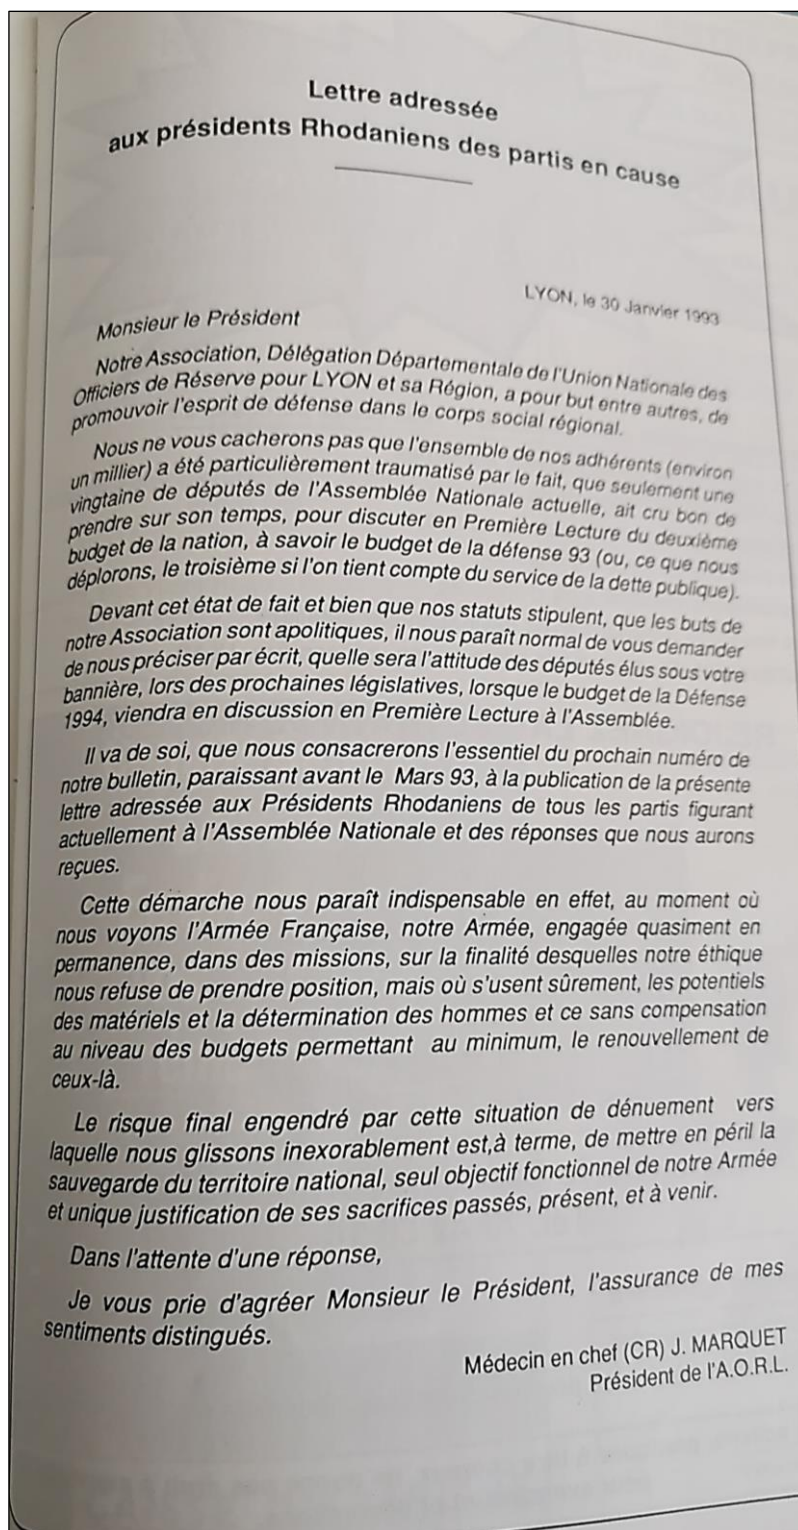 Lettre adressée
aux présidents Rhodaniens des partis en cause
LYON, le 30 Janvier 1993
Monsieur le Président
Notre Association, Délégation Départementale de l'Union Nationale des
Officiers de Réserve pour LYON et sa Région, a pour but entre autres, de
promouvoir l'esprit de défense dans le corps social régional.
Nous ne vous cacherons pas que l'ensemble de nos adhérents (environ
un millier) a été particulièrement traumatisé par le fait, que seulement une
vingtaine de députés de l'Assemblée Nationale actuelle, ait cru bon de
prendre sur son temps, pour discuter en Première Lecture du deuxième
budget de la nation, à savoir le budget de la défense 93 (ou, ce que nous
déplorons, le troisième si l'on tient compte du service de la dette publique).
Devant cet état de fait et bien que nos statuts stipulent, que les buts de
notre Association sont apolitiques, il nous paraît normal de vous demander
de nous préciser par écrit, quelle sera l'attitude des députés élus sous votre
bannière, lors des prochaines législatives, lorsque le budget de la Défense
1994, viendra en discussion en Première Lecture à l'Assemblée.
Il va de soi, que nous consacrerons l'essentiel du prochain numéro de
notre bulletin, paraissant avant le Mars 93, à la publication de la présente
lettre adressée aux Présidents Rhodaniens de tous les partis figurant
actuellement à l'Assemblée Nationale et des réponses que nous aurons
reçues.
Cette démarche nous paraît indispensable en effet, au moment où
nous voyons l'Armée Française, notre Armée, engagée quasiment en
permanence, dans des missions, sur la finalité desquelles notre éthique
nous refuse de prendre position, mais où s'usent sûrement, les potentiels
des matériels et la détermination des hommes et ce sans compensation
au niveau des budgets permettant au minimum, le renouvellement de
ceux-là.
Le risque final engendré par cette situation de dénuement vers
laquelle nous glissons inexorablement est,à terme, de mettre en péril la
sauvegarde du territoire national, seul objectif fonctionnel de notre Armée
et unique justification de ses sacrifices passés, présent, et à venir.
Dans l'attente d'une réponse,
Je vous prie d'agréer Monsieur le Président, l'assurance de mes
sentiments distingués.
Médecin en chef (CR) J. MARQUET
Président de l'A.O.R.L.